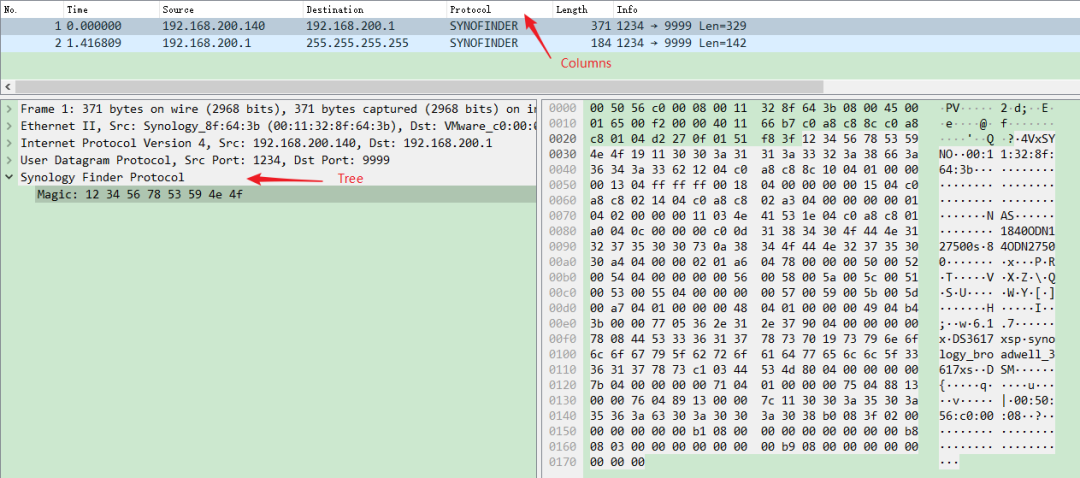 No. Time Source Destination Protocol Length Info
1 0.000000 192.168.200.140 192.168.200.1 SYNOFINDER 371 1234 → 9999 Len=329
2 1.416809 192.168.200.1 255.255.255.255 SYNOFINDER 184 1234 → 9999 Len=142
Columns
Frame 1: 371 bytes on wire (2968 bits), 371 bytes captured (2968 bits) on in
Ethernet II, Src: Synology_8f:64:3b (00:11:32:8f:64:3b), Dst: VMware_c0:00:0
Internet Protocol Version 4, Src: 192.168.200.140, Dst: 192.168.200.1
User Datagram Protocol, Src Port: 1234, Dst Port: 9999
Synology Finder Protocol
Tree
Magic: 12 34 56 78 53 59 4e 4f
0000 00 50 56 c0 00 08 00 11 32 8f 64 3b 08 00 45 00 ·PV·····2·d;··E·
0010 01 65 00 f2 00 00 40 11 66 b7 c0 a8 c8 8c c0 a8 ·e····@·f·······
0020 c8 01 04 d2 27 0f 01 51 f8 3f 12 34 56 78 53 59 ····'··Q·?·4VxSY
0030 4e 4f 19 11 30 30 3a 31 31 3a 33 32 3a 38 66 3a NO··00:11:32:8f:
0040 36 34 3a 33 62 12 04 c0 a8 c8 8c 10 04 01 00 00 64:3b···········
0050 00 13 04 ff ff ff 00 18 04 00 00 00 00 15 04 c0 ················
0060 a8 c8 02 14 04 c0 a8 c8 02 a3 04 00 00 00 00 01 ················
0070 04 02 00 00 00 11 03 4e 41 53 1e 04 c0 a8 c8 01 ·······NAS······
0080 a0 04 0c 00 00 00 c0 0d 31 38 34 30 4f 44 4e 31 ········1840ODN1
0090 32 37 35 30 30 73 0a 38 34 4f 44 4e 32 37 35 30 27500s·84ODN2750
00a0 30 a4 04 00 00 02 01 a6 04 78 00 00 00 50 00 52 0········x···P·R
00b0 00 54 04 00 00 00 00 56 00 58 00 5a 00 5c 00 51 ·T·····V·X·Z·\·Q
00c0 00 53 00 55 04 00 00 00 00 57 00 59 00 5b 00 5d ·S·U·····W·Y·[·]
00d0 00 a7 04 01 00 00 00 48 04 01 00 00 00 49 04 b4 ·······H·····I··
00e0 3b 00 00 77 05 36 2e 31 2e 37 90 04 00 00 00 00 ;··w·6.1.7······
00f0 78 08 44 53 33 36 31 37 78 73 70 19 73 79 6e 6f x·DS3617xsp·syno
0100 6c 6f 67 79 5f 62 72 6f 61 64 77 65 6c 6c 5f 33 logy_broadwell_3
0110 36 31 37 78 73 c1 03 44 53 4d 80 04 00 00 00 00 617xs··DSM······
0120 7b 04 00 00 00 00 71 04 01 00 00 00 75 04 88 13 {·····q·····u···
0130 00 00 76 04 89 13 00 00 7c 11 30 30 3a 35 30 3a ··v·····|·00:50:
0140 35 36 3a 63 30 3a 30 30 3a 30 38 b0 08 3f 02 00 56:c0:00:08··?··
0150 00 00 00 00 00 b1 08 00 00 00 00 00 00 00 00 b8 ················
0160 08 03 00 00 00 00 00 00 00 b9 08 00 00 00 00 00 ················
0170 00 00 00 ···